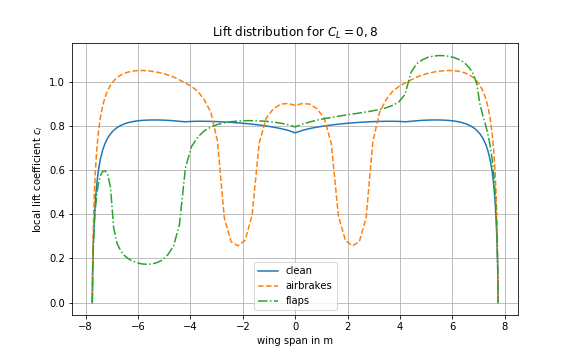 Lift distribution for C_L = 0, 8
local lift coefficient c_l
1.0
0.8
0.6
0.4
0.2
0.0
clean
airbrakes
flaps
−8 −6 −4 −2 0 2 4 6 8
wing span in m